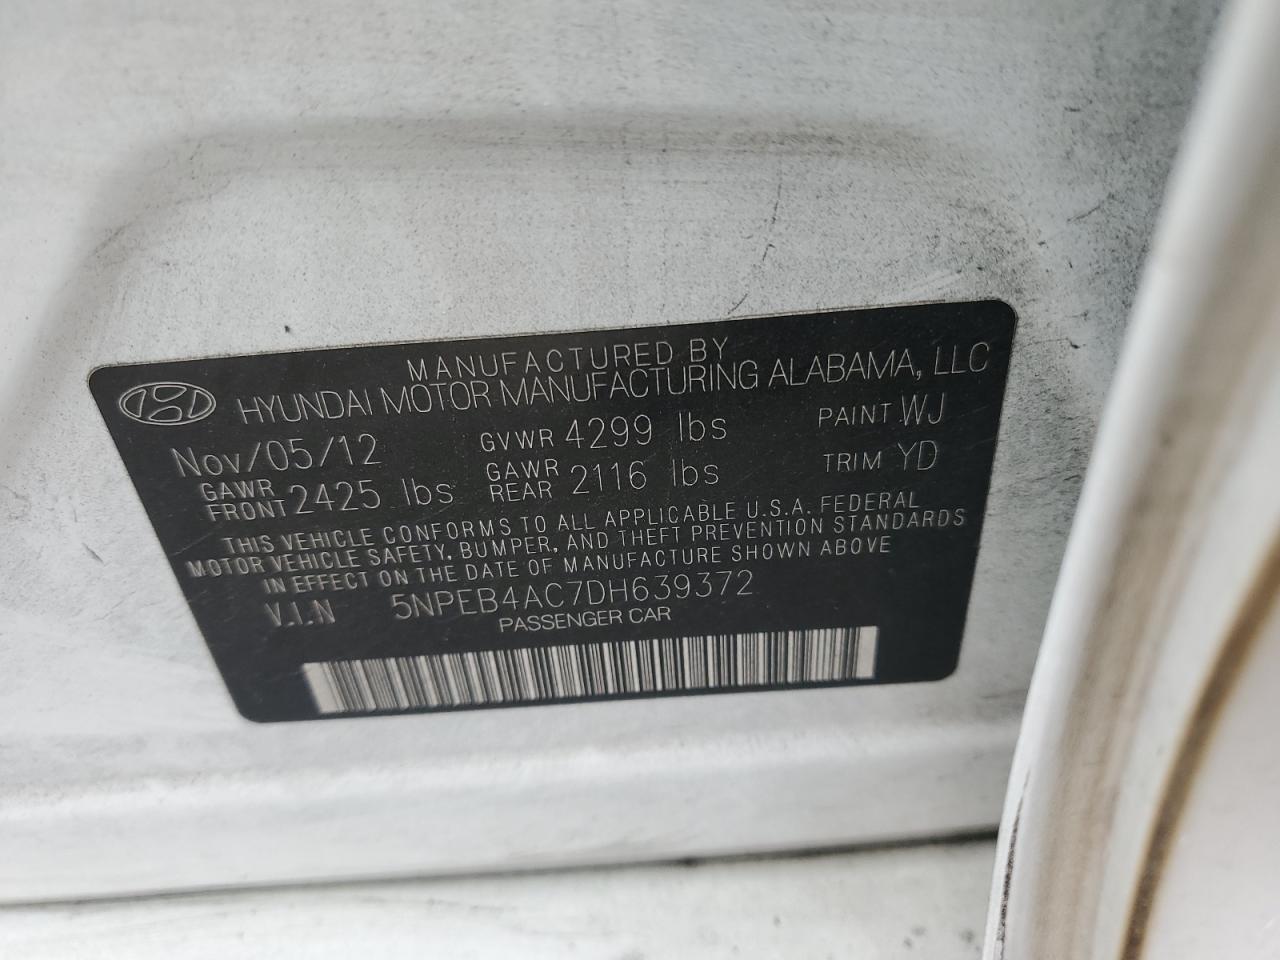 MANUFACTURED BY
HYUNDAI MOTOR MANUFACTURING ALABAMA, LLC
Nov/05/12 GVWR 4299 lbs PAINT WJ
GAWR FRONT 2425 lbs GAWR REAR 2116 lbs TRIM YD
THIS VEHICLE CONFORMS TO ALL APPLICABLE U.S.A. FEDERAL
MOTOR VEHICLE SAFETY, BUMPER, AND THEFT PREVENTION STANDARDS
IN EFFECT ON THE DATE OF MANUFACTURE SHOWN ABOVE
V.I.N 5NPEB4AC7DH639372
PASSENGER CAR